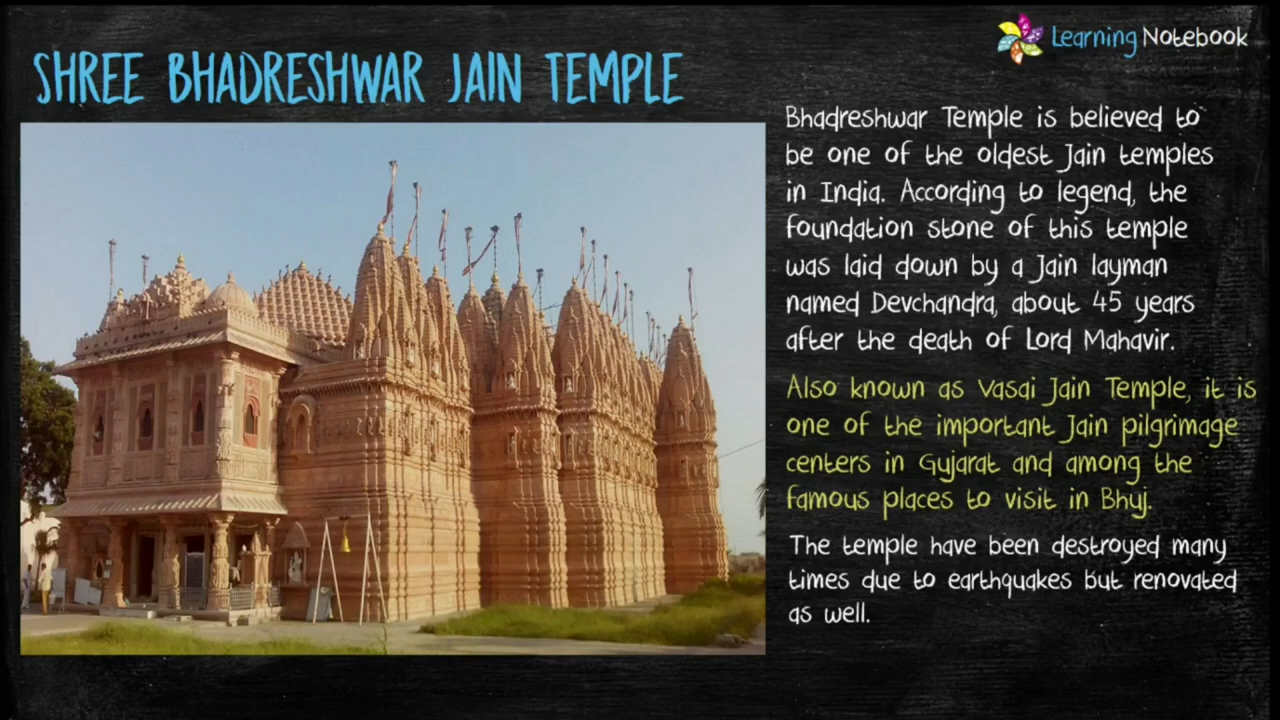 Learning Notebook
SHREE BHADRESHWAR JAIN TEMPLE
Bhadreshwar Temple is believed to
be one of the oldest Jain temples
in India. According to legend, the
foundation stone of this temple
was laid down by a Jain layman
named Devchandra, about 45 years
after the death of Lord Mahavir.
Also known as Vasai Jain Temple, it is
one of the important Jain pilgrimage
centers in Gujarat and among the
famous places to visit in Bhuj.
The temple have been destroyed many
times due to earthquakes but renovated
as well.